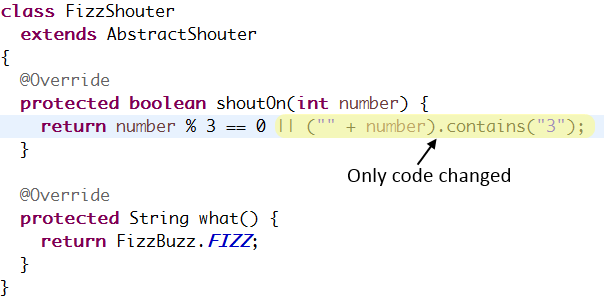 class FizzShouter
  extends AbstractShouter
{
  @Override
  protected boolean shoutOn(int number) {
    return number % 3 == 0 || ("" + number).contains("3");
  }
Only code changed
  @Override
  protected String what() {
    return FizzBuzz.FIZZ;
  }
}